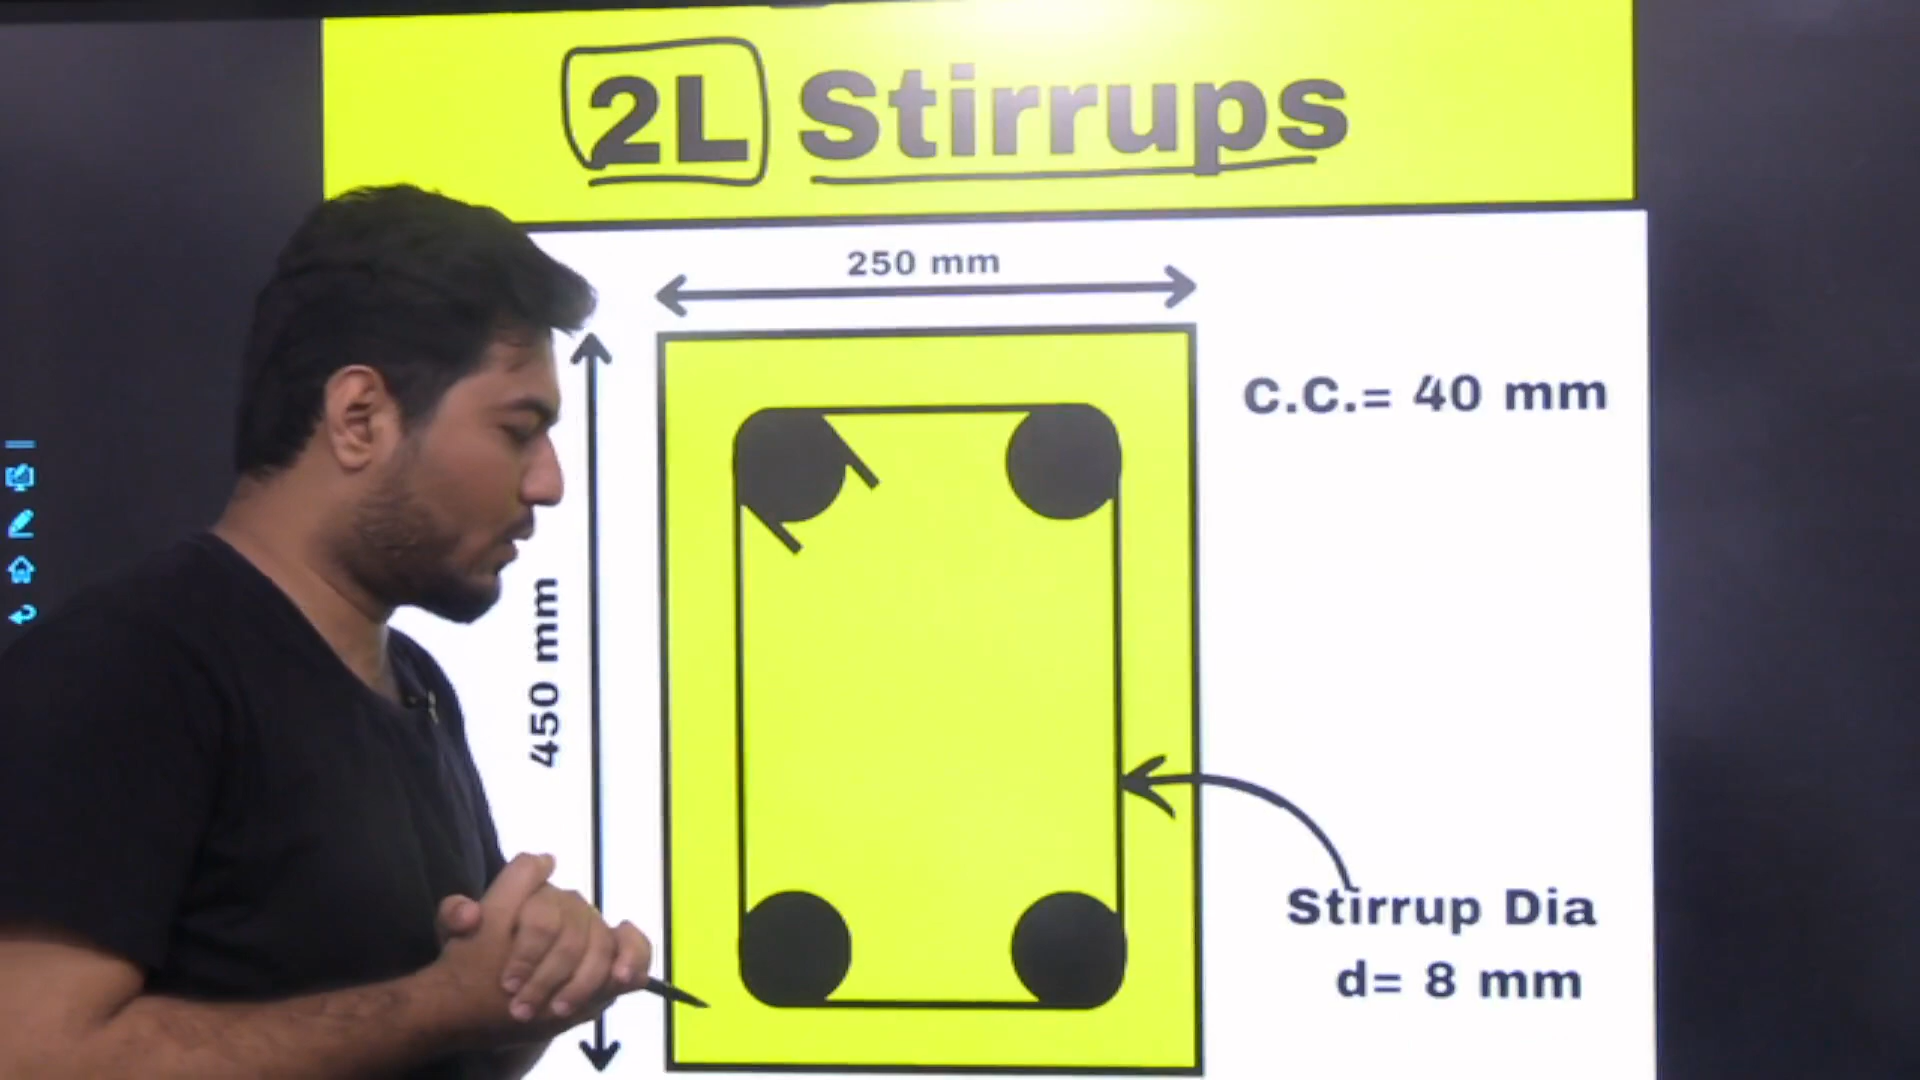 2L Stirrups
250 mm
C.C.= 40 mm
450 mm
Stirrup Dia
d= 8 mm